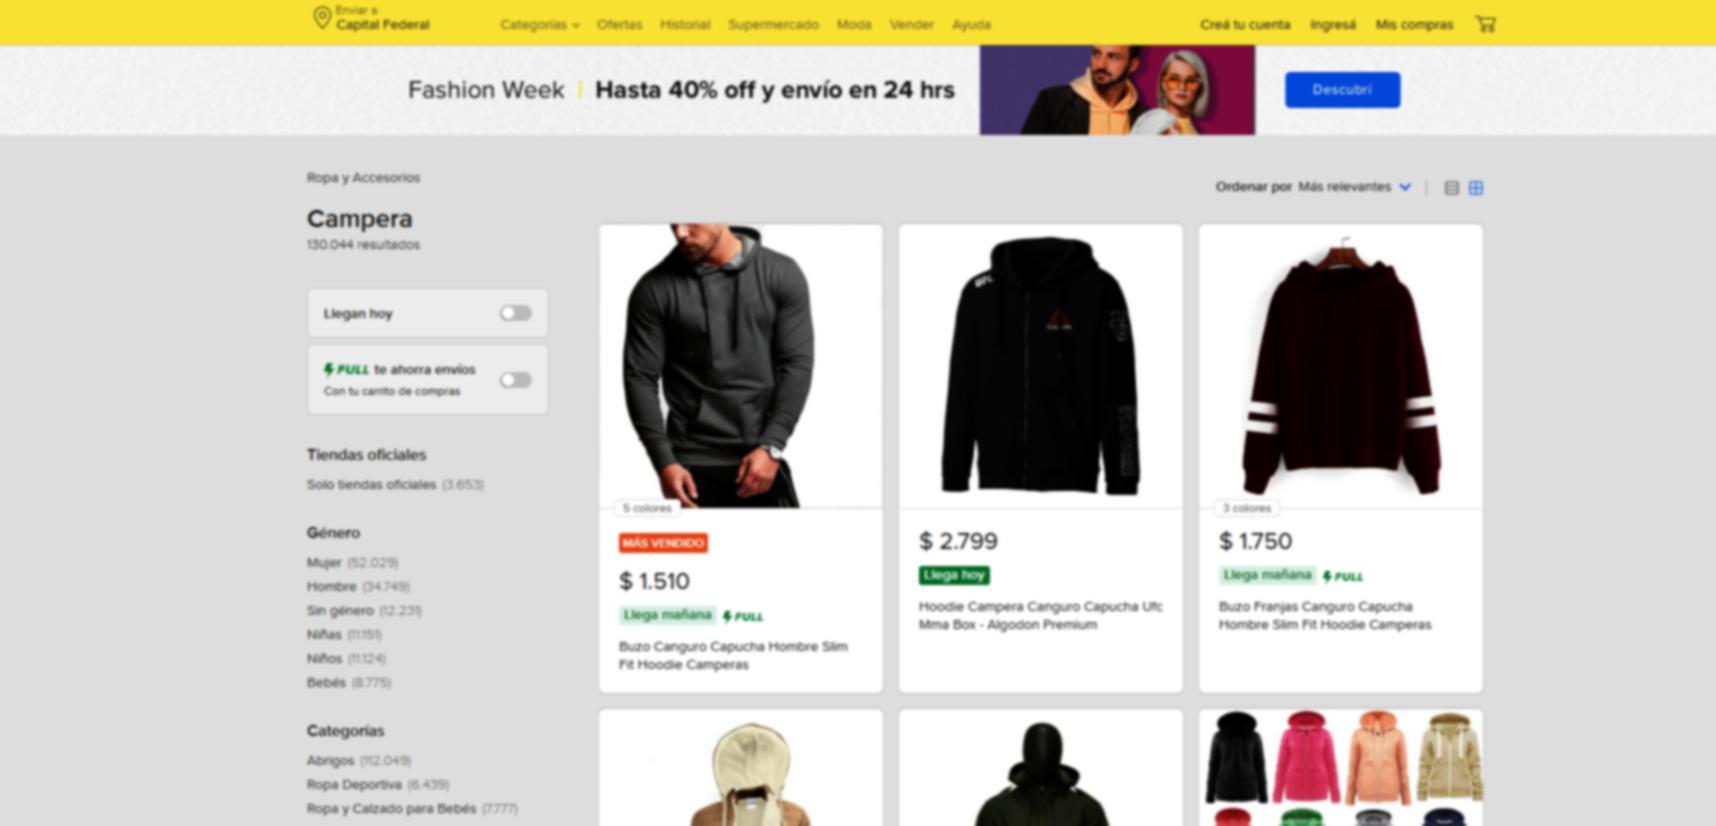 Enviar a
Capital Federal
Categorías
Ofertas
Historial
Supermercado
Moda
Vender
Ayuda
Creá tu cuenta
Ingresá
Mis compras
Fashion Week
Hasta 40% off y envío en 24 hrs
Descubrí
Ropa y Accesorios
Campera
130.044 resultados
Ordenar por Más relevantes
Llegan hoy
FULL te ahorra envíos
Con tu carrito de compras
Tiendas oficiales
Solo tiendas oficiales (3.653)
Género
Mujer (52.029)
Hombre (34.749)
Sin género (12.231)
Niñas (11.151)
Niños (11.124)
Bebés (8.775)
Categorías
Abrigos (112.049)
Ropa Deportiva (6.439)
Ropa y Calzado para Bebés (7.777)
5 colores
MÁS VENDIDO
$ 1.510
Llega mañana FULL
Buzo Canguro Capucha Hombre Slim
Fit Hoodie Camperas
$ 2.799
Llega hoy
Hoodie Campera Canguro Capucha Ufc
Mma Box - Algodon Premium
3 colores
$ 1.750
Llega mañana FULL
Buzo Franjas Canguro Capucha
Hombre Slim Fit Hoodie Camperas